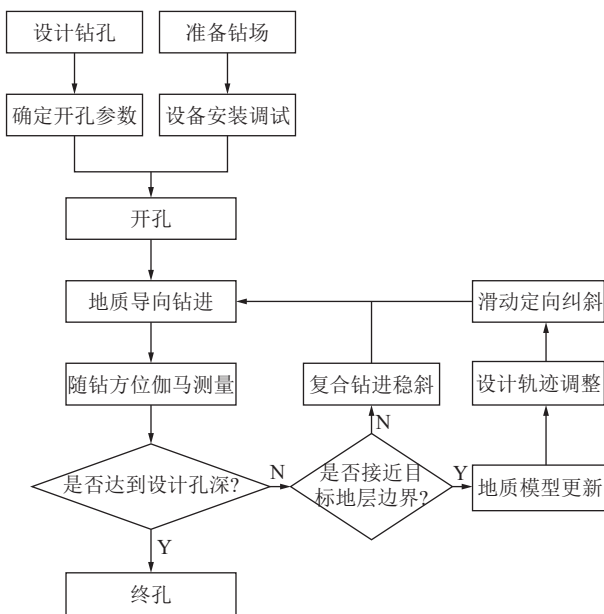 设计钻孔
准备钻场
确定开孔参数
设备安装调试
开孔
地质导向钻进
滑动定向纠斜
随钻方位伽马测量
复合钻进稳斜
设计轨迹调整
N
是否达到设计孔深?
N
是否接近目
标地层边界?
Y
地质模型更新
Y
终孔